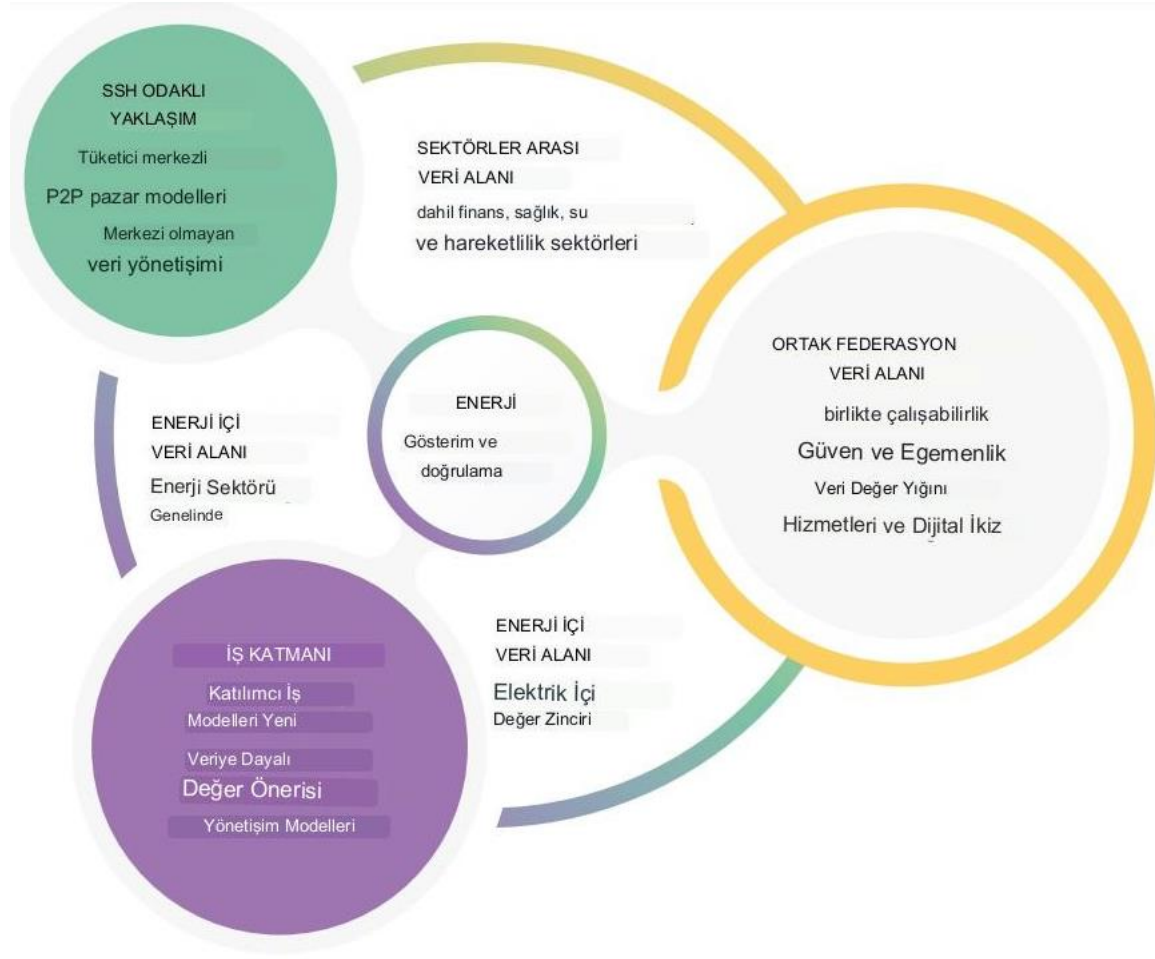 SSH ODAKLI
YAKLAŞIM
Tüketici merkezli
P2P pazar modelleri
Merkezi olmayan
veri yönetişimi
SEKTÖRLER ARASI
VERİ ALANI
dahil finans, sağlık, su
ve hareketlilik sektörleri
ORTAK FEDERASYON
VERİ ALANI
birlikte çalışabilirlik
Güven ve Egemenlik
Veri Değer Yığını
Hizmetleri ve Dijital İkiz
ENERJİ
Gösterim ve
doğrulama
ENERJİ İÇİ
VERİ ALANI
Enerji Sektörü
Genelinde
İŞ KATMANI
Katılımcı İş
Modelleri Yeni
Veriye Dayalı
Değer Önerisi
Yönetişim Modelleri
ENERJİ İÇİ
VERİ ALANI
Elektrik İçi
Değer Zinciri